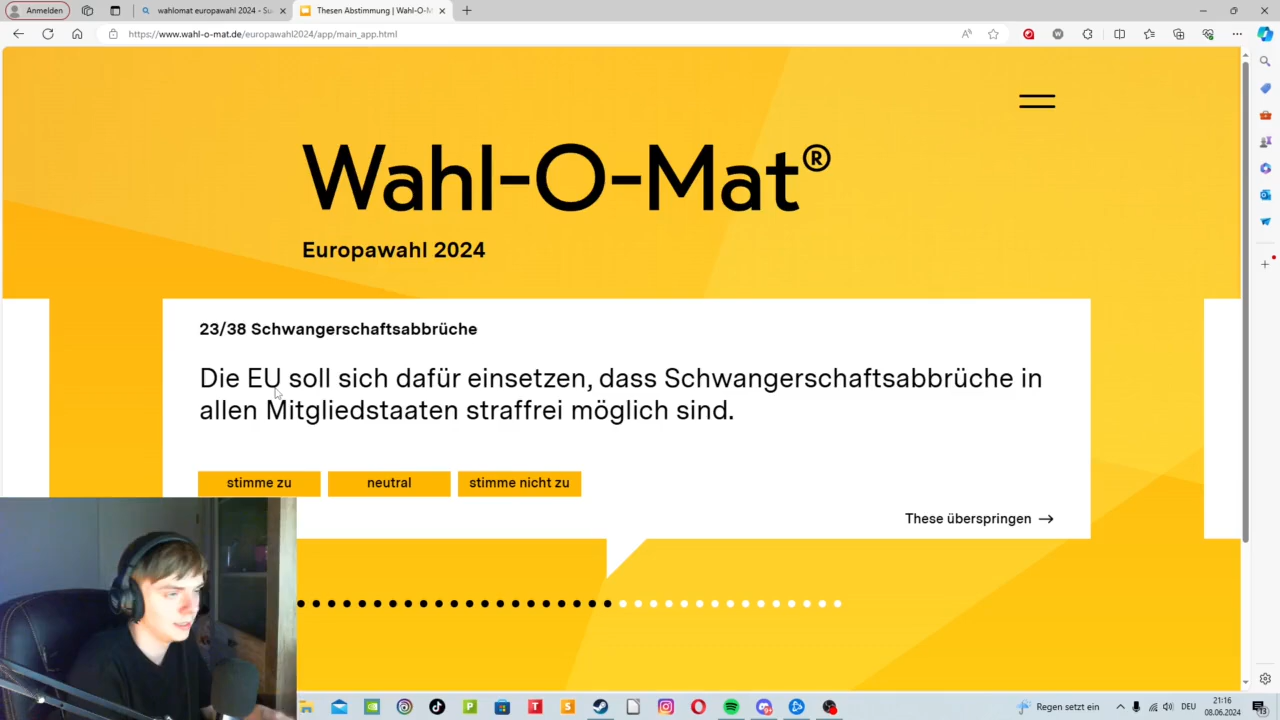 Anmelden
wahlomat europawahl 2024 - Su
Thesen Abstimmung | Wahl-O-M
https://www.wahl-o-mat.de/europawahl2024/app/main_app.html
Wahl-O-Mat®
Europawahl 2024
23/38 Schwangerschaftsabbrüche
Die EU soll sich dafür einsetzen, dass Schwangerschaftsabbrüche in
allen Mitgliedstaaten straffrei möglich sind.
stimme zu
neutral
stimme nicht zu
These überspringen
Regen setzt ein
DEU
21:16
08.06.2024